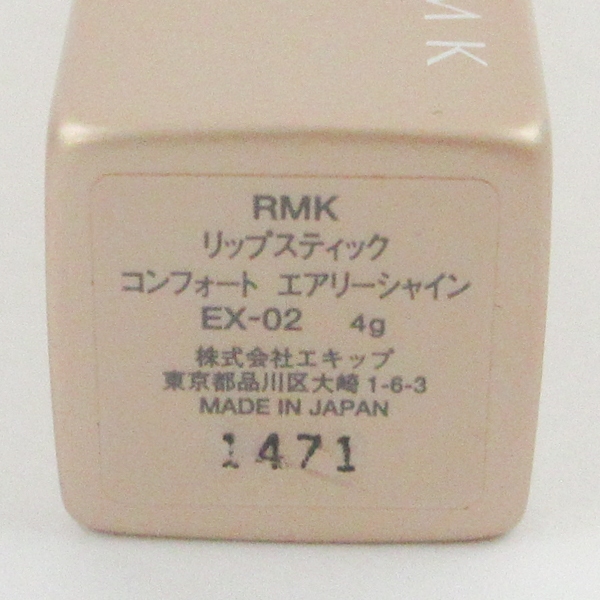 MK
RMK
リップスティック
コンフォート エアリーシャイン
EX-02 4g
株式会社エキップ
東京都品川区大崎1-6-3
MADE IN JAPAN
1471